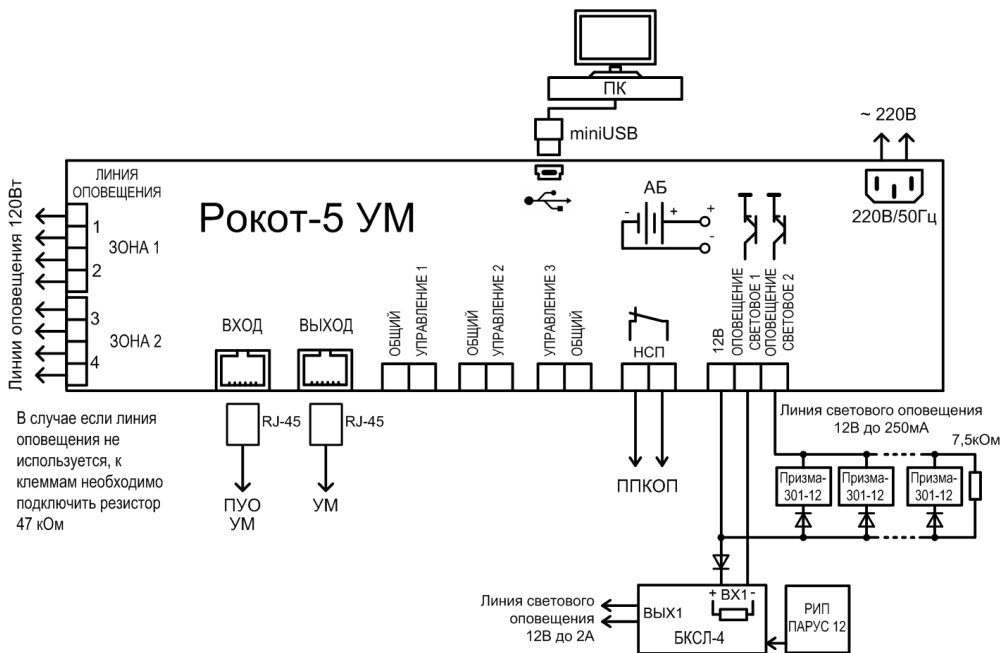 ПК
miniUSB
~ 220В
220В/50Гц
ЛИНИЯ
ОПОВЕЩЕНИЯ
Линии оповещения 120Вт
1
2
ЗОНА 1
3
4
ЗОНА 2
Рокот-5 УМ
АБ
-
+
+
-
ВХОД
ВЫХОД
ОБЩИЙ
УПРАВЛЕНИЕ 1
ОБЩИЙ
УПРАВЛЕНИЕ 2
УПРАВЛЕНИЕ 3
ОБЩИЙ
НСП
12В
ОПОВЕЩЕНИЕ
СВЕТОВОЕ 1
ОПОВЕЩЕНИЕ
СВЕТОВОЕ 2
RJ-45
RJ-45
ПУО
УМ
УМ
ППКОП
В случае если линия
оповещения не
используется, к
клеммам необходимо
подключить резистор
47 кОм
Линия светового оповещения
12В до 250мА
7,5кОм
Призма-
301-12
Призма-
301-12
Призма-
301-12
Линия светового
оповещения
12В до 2А
ВЫХ1
+ ВХ1 -
БКСЛ-4
РИП
ПАРУС 12